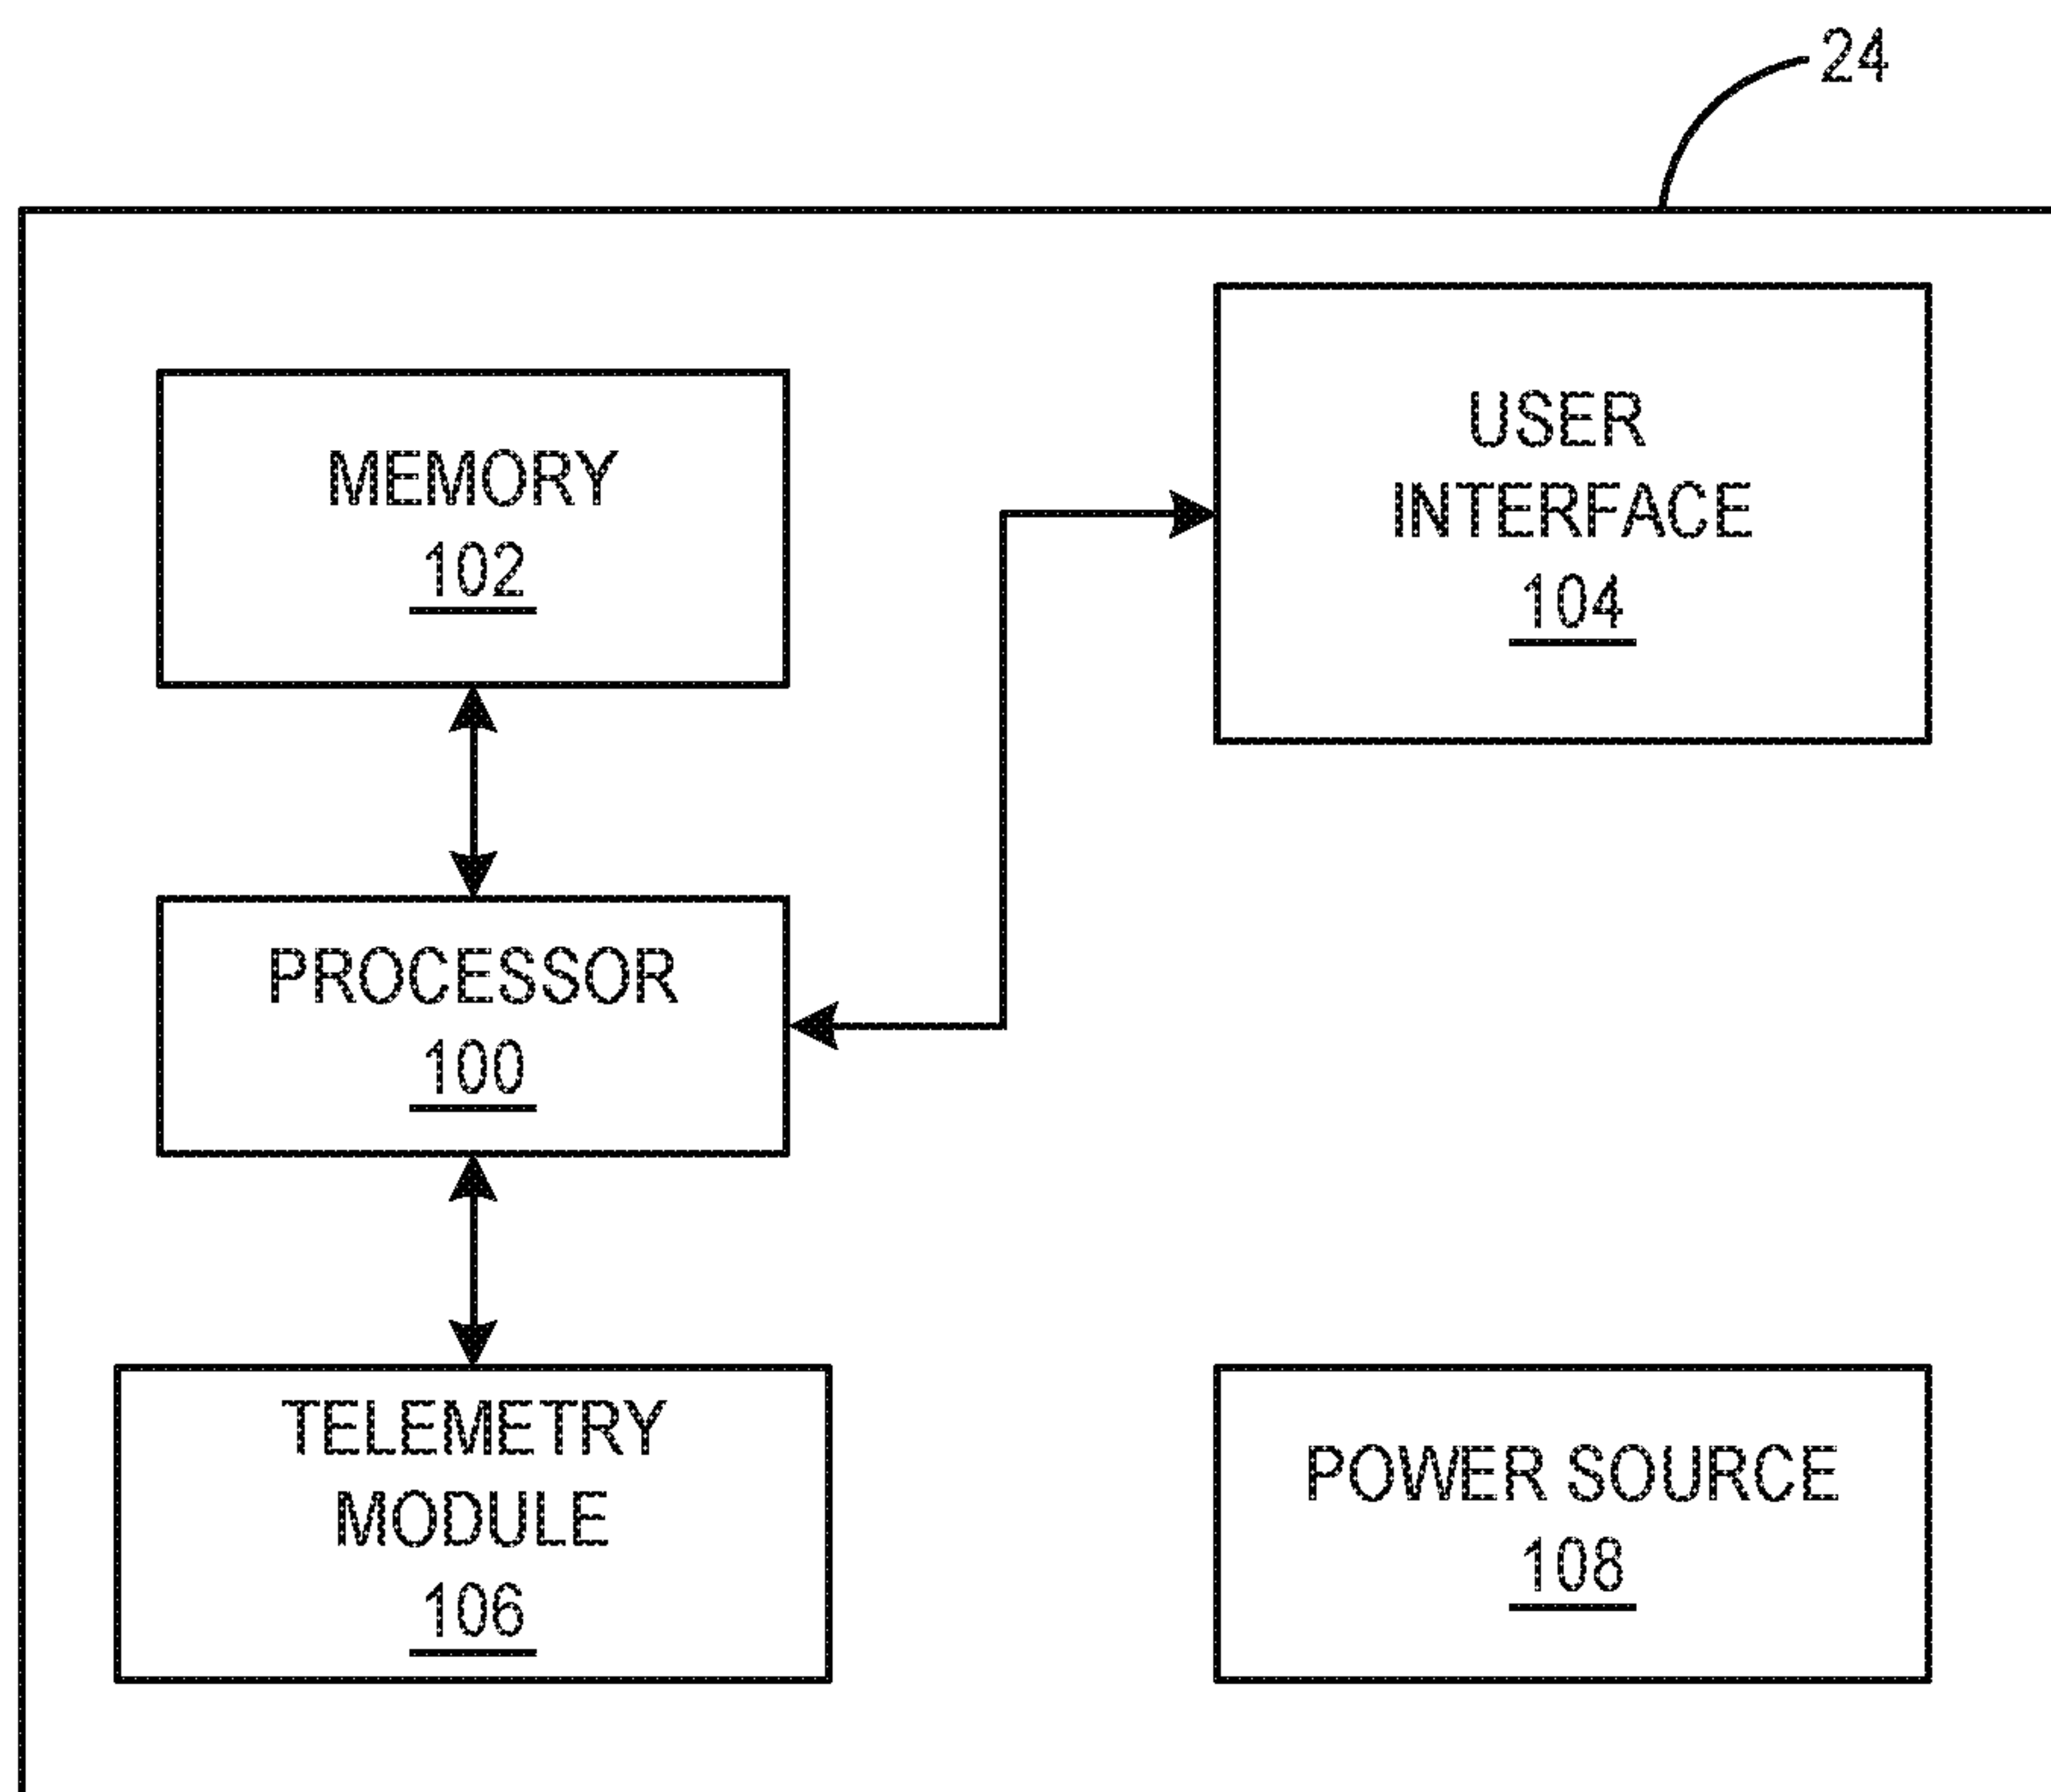 24
MEMORY
102
USER
INTERFACE
104
PROCESSOR
100
TELEMETRY
MODULE
106
POWER SOURCE
108